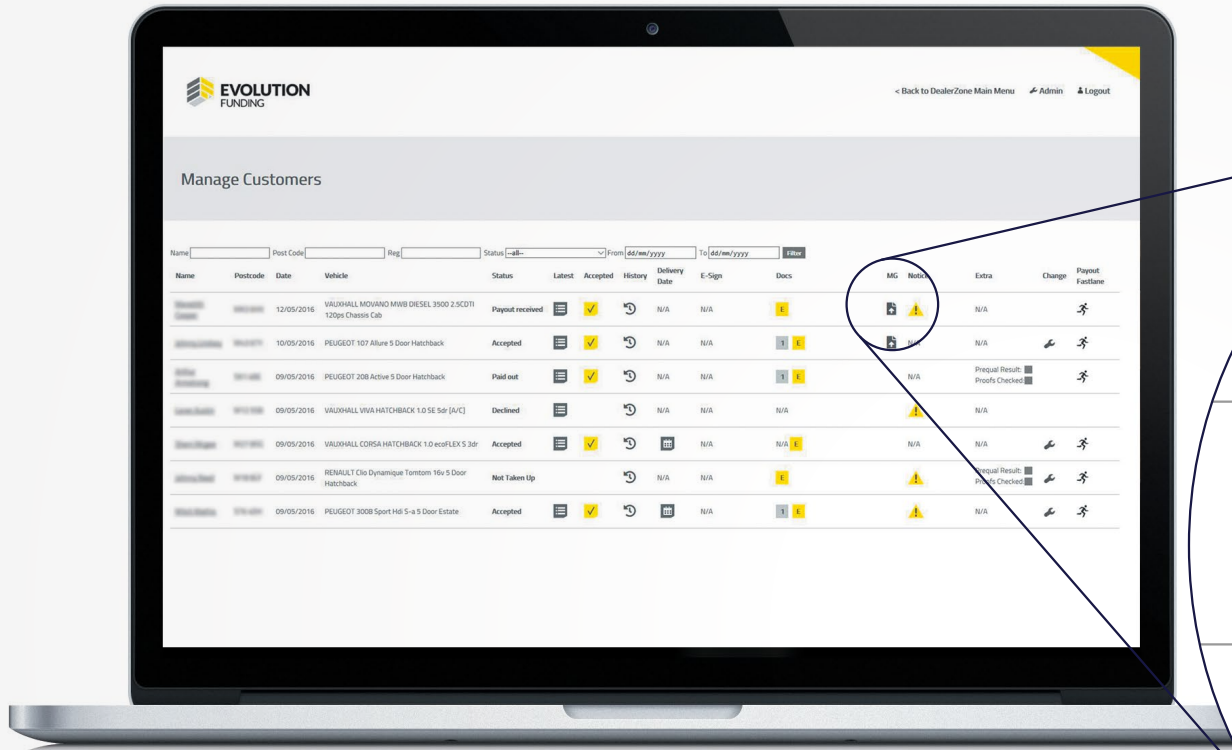 EVOLUTION
FUNDING
< Back to DealerZone Main Menu Admin Logout
Manage Customers
Name Post Code Reg Status --all-- From dd/mm/yyyy To dd/mm/yyyy Filter
Name Postcode Date Vehicle Status Latest Accepted History Delivery Date E-Sign Docs MG Notice Extra Change Payout Fastlane
12/05/2016 VAUXHALL MOVANO MWB DIESEL 3500 2.5CDTI Payout received N/A N/A E N/A
120ps Chassis Cab
10/05/2016 PEUGEOT 107 Allure 5 Door Hatchback Accepted N/A N/A 1 E N/A N/A
09/05/2016 PEUGEOT 208 Active 5 Door Hatchback Paid out N/A N/A 1 E N/A Prequal Result:
Proofs Checked
09/05/2016 VAUXHALL VIVA HATCHBACK 1.0 SE 5dr [A/C] Declined N/A N/A N/A N/A
09/05/2016 VAUXHALL CORSA HATCHBACK 1.0 ecoFLEX S 3dr Accepted N/A N/A E N/A N/A
09/05/2016 RENAULT Clio Dynamique Tomtom 16v 5 Door Not Taken Up N/A N/A E Prequal Result:
Hatchback Proofs Checked
09/05/2016 PEUGEOT 3008 Sport Hdi S-a 5 Door Estate Accepted N/A 1 E N/A